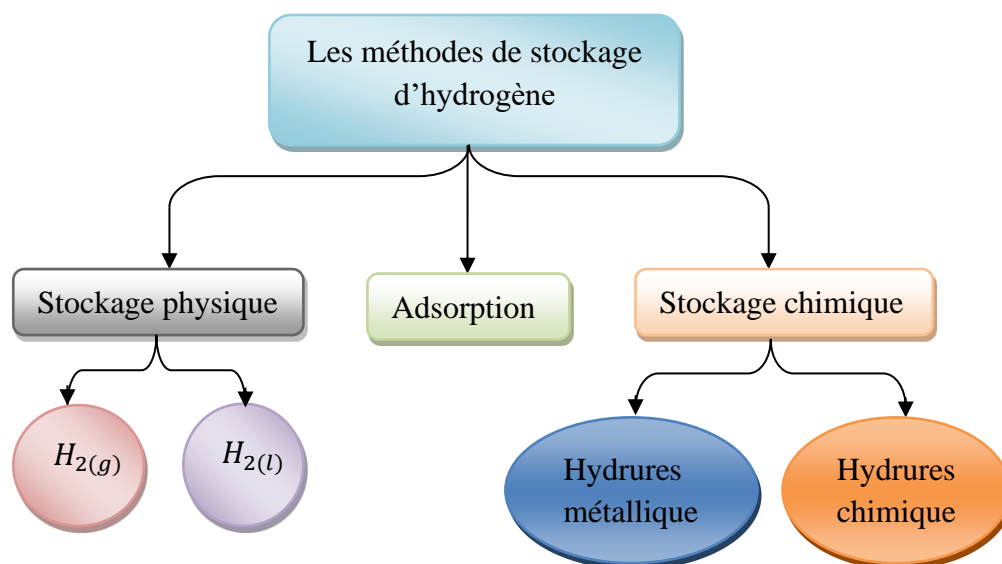 Les méthodes de stockage
d’hydrogène
Stockage physique
Adsorption
Stockage chimique
H₂₍g₎
H₂₍l₎
Hydrures
métallique
Hydrures
chimique